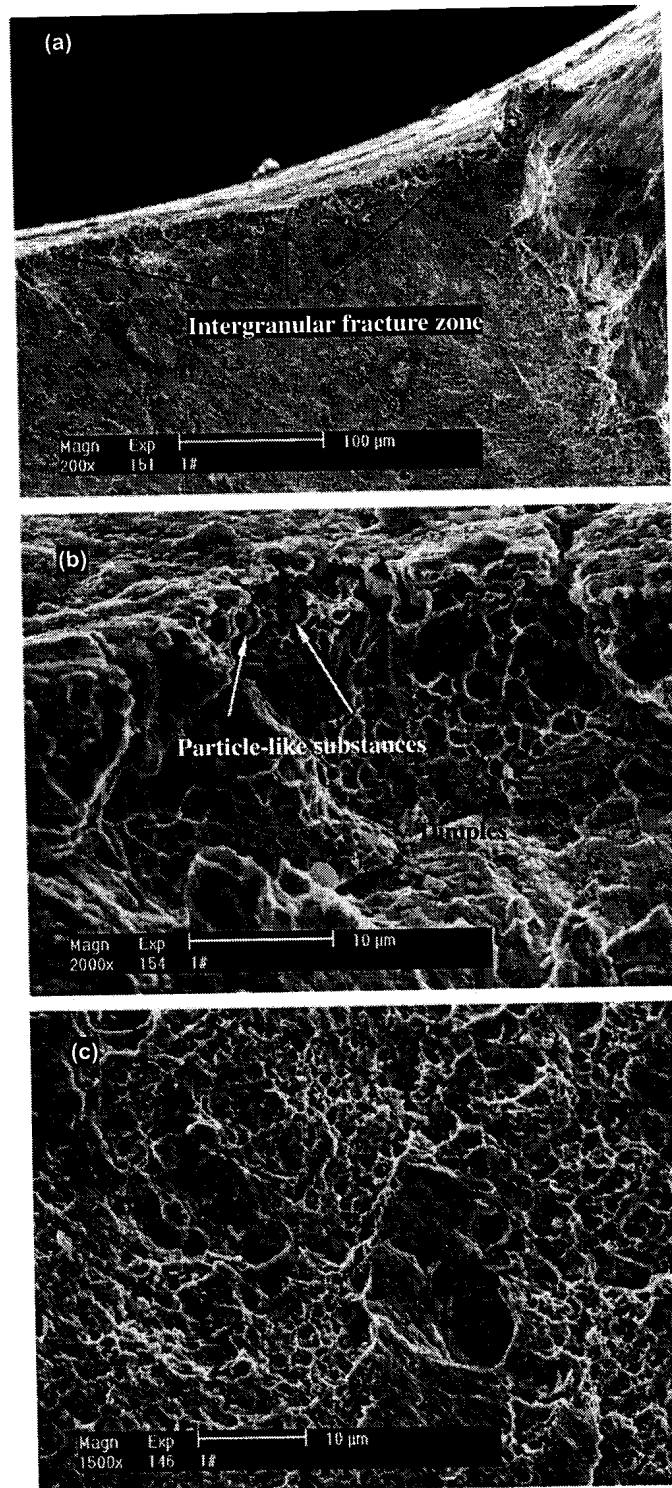 (a)
Intergranular fracture zone
Magn Exp 100 µm
200x 151 1#
(b)
Particle-like substances
Dimples
Magn Exp 10 µm
2000x 154 1#
(c)
Magn Exp 10 µm
1500x 146 1#